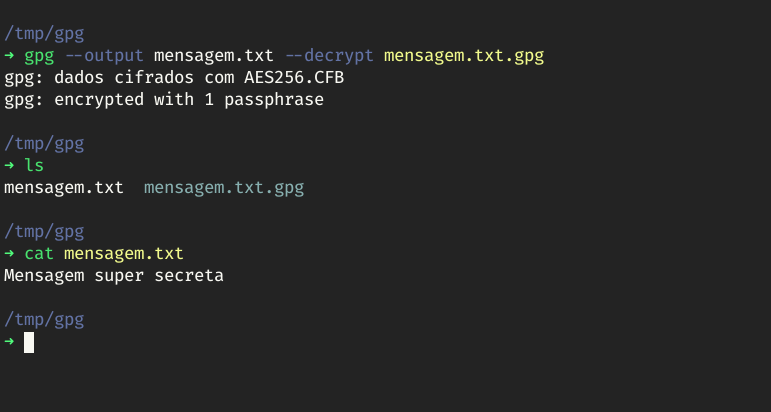 /tmp/gpg
➜ gpg --output mensagem.txt --decrypt mensagem.txt.gpg
gpg: dados cifrados com AES256.CFB
gpg: encrypted with 1 passphrase
/tmp/gpg
➜ ls
mensagem.txt  mensagem.txt.gpg
/tmp/gpg
➜ cat mensagem.txt
Mensagem super secreta
/tmp/gpg
➜